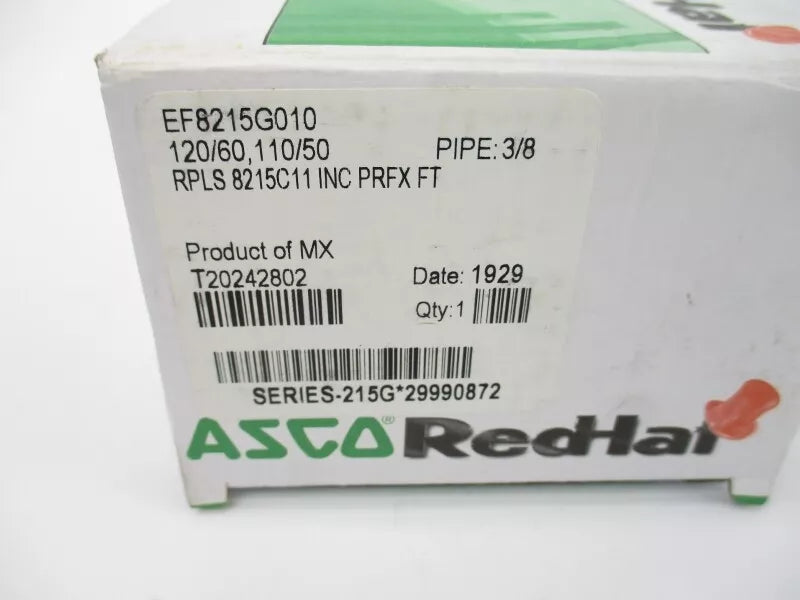 RedHat
EF8215G010
120/60,110/50 PIPE: 3/8
RPLS 8215C11 INC PRFX FT
Product of MX
T20242802 Date: 1929
Qty:1
SERIES-215G*29990872
ASCO® RedHat